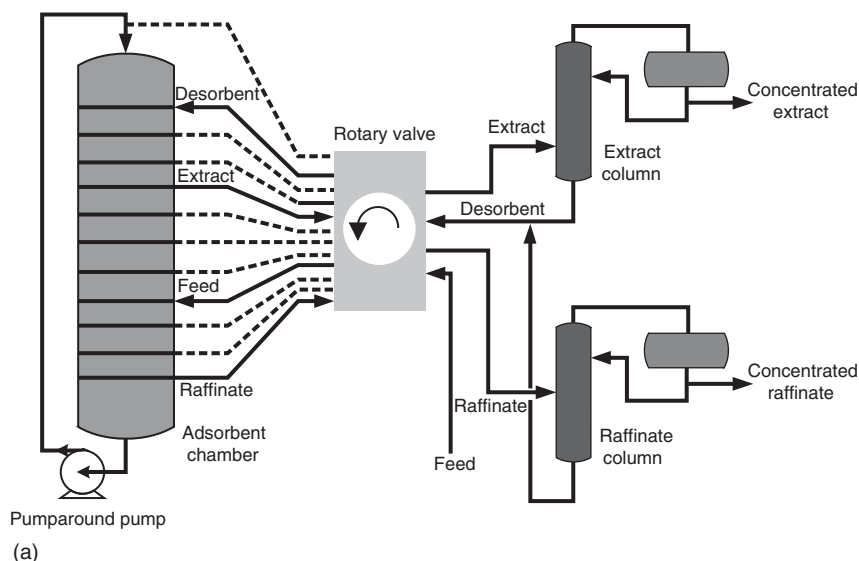 Desorbent
Rotary valve
Extract
Concentrated
extract
Extract
Extract
column
Desorbent
Feed
Concentrated
raffinate
Raffinate
Raffinate
Adsorbent
chamber
Raffinate
column
Feed
Pumparound pump
(a)